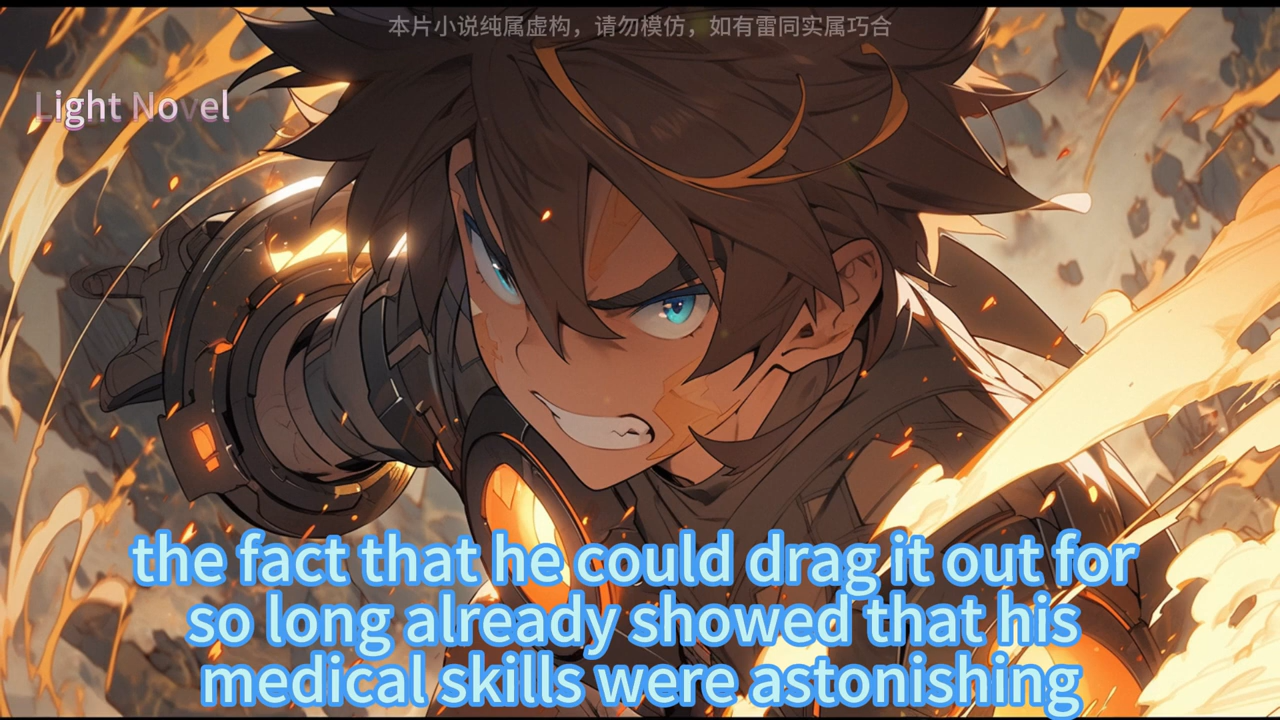 本片小说纯属虚构，请勿模仿，如有雷同实属巧合
Light Novel
the fact that he could drag it out for
so long already showed that his
medical skills were astonishing